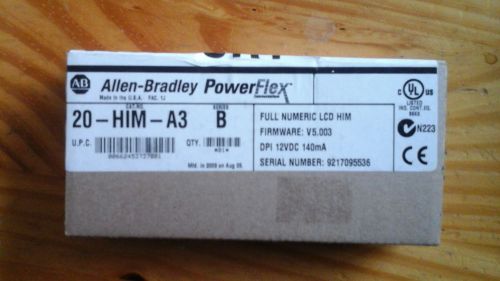 AB
Allen-Bradley PowerFlex
Made in the U.S.A. FAC. 1J
CAT.NO.
SERIES
20-HIM-A3 B
U.P.C.
QTY.
Mfd. in 2009 on Aug 05
FULL NUMERIC LCD HIM
FIRMWARE: V5.003
DPI 12VDC 140mA
SERIAL NUMBER: 9217095536
C UL US
LISTED
IND. CONT. EQ.
N223